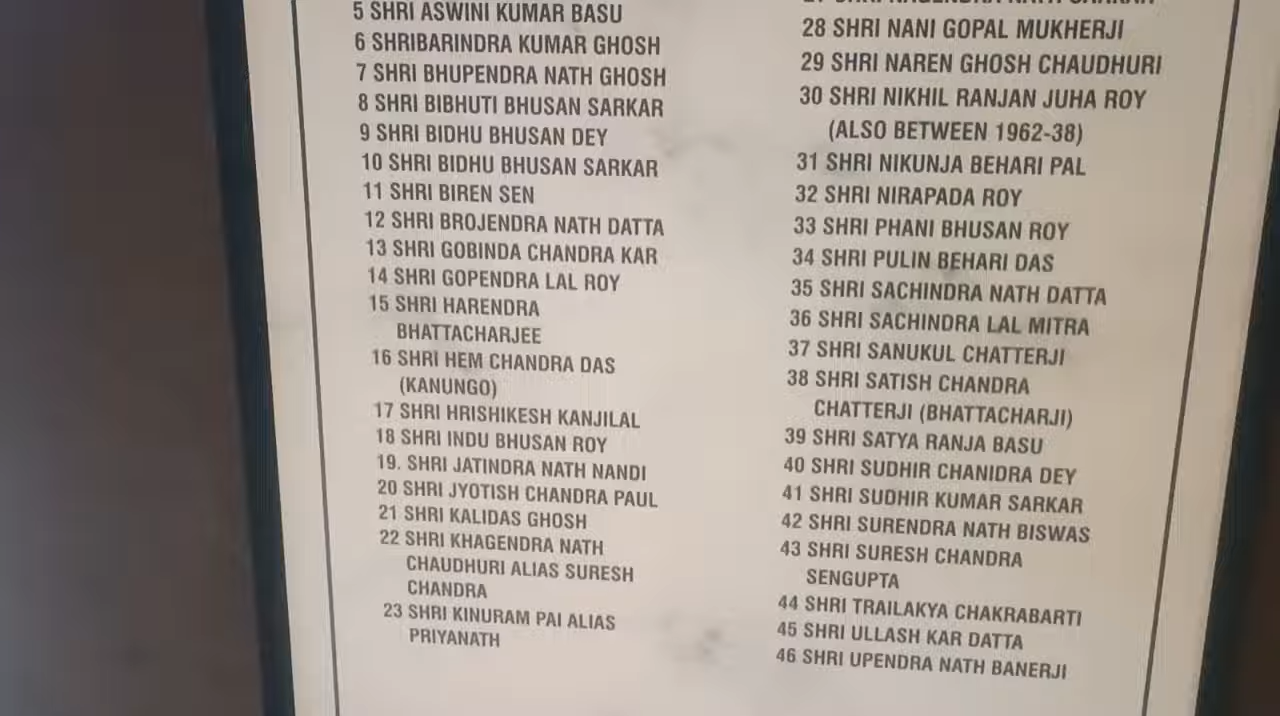 5 SHRI ASWINI KUMAR BASU
6 SHRIBARINDRA KUMAR GHOSH
7 SHRI BHUPENDRA NATH GHOSH
8 SHRI BIBHUTI BHUSAN SARKAR
9 SHRI BIDHU BHUSAN DEY
10 SHRI BIDHU BHUSAN SARKAR
11 SHRI BIREN SEN
12 SHRI BROJENDRA NATH DATTA
13 SHRI GOBINDA CHANDRA KAR
14 SHRI GOPENDRA LAL ROY
15 SHRI HARENDRA
BHATTACHARJEE
16 SHRI HEM CHANDRA DAS
(KANUNGO)
17 SHRI HRISHIKESH KANJILAL
18 SHRI INDU BHUSAN ROY
19. SHRI JATINDRA NATH NANDI
20 SHRI JYOTISH CHANDRA PAUL
21 SHRI KALIDAS GHOSH
22 SHRI KHAGENDRA NATH
CHAUDHURI ALIAS SURESH
CHANDRA
23 SHRI KINURAM PAI ALIAS
PRIYANATH
28 SHRI NANI GOPAL MUKHERJI
29 SHRI NAREN GHOSH CHAUDHURI
30 SHRI NIKHIL RANJAN JUHA ROY
(ALSO BETWEEN 1962-38)
31 SHRI NIKUNJA BEHARI PAL
32 SHRI NIRAPADA ROY
33 SHRI PHANI BHUSAN ROY
34 SHRI PULIN BEHARI DAS
35 SHRI SACHINDRA NATH DATTA
36 SHRI SACHINDRA LAL MITRA
37 SHRI SANUKUL CHATTERJI
38 SHRI SATISH CHANDRA
CHATTERJI (BHATTACHARJI)
39 SHRI SATYA RANJA BASU
40 SHRI SUDHIR CHANIDRA DEY
41 SHRI SUDHIR KUMAR SARKAR
42 SHRI SURENDRA NATH BISWAS
43 SHRI SURESH CHANDRA
SENGUPTA
44 SHRI TRAILAKYA CHAKRABARTI
45 SHRI ULLASH KAR DATTA
46 SHRI UPENDRA NATH BANERJI